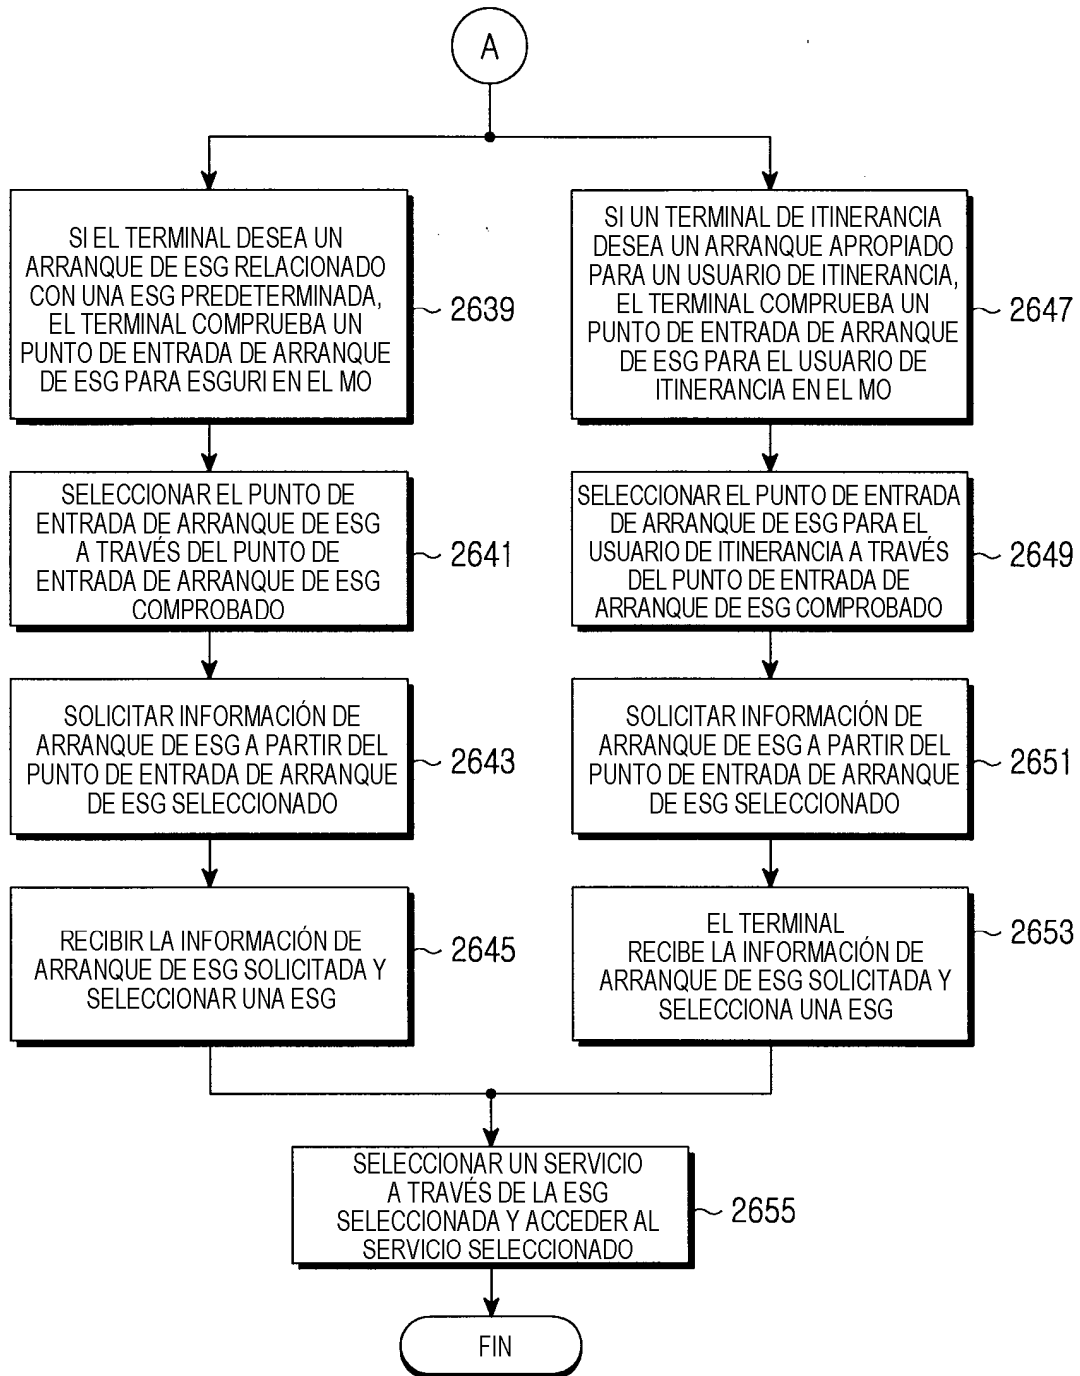 A
SI EL TERMINAL DESEA UN
ARRANQUE DE ESG RELACIONADO
CON UNA ESG PREDETERMINADA,
EL TERMINAL COMPRUEBA UN
PUNTO DE ENTRADA DE ARRANQUE
DE ESG PARA ESGURI EN EL MO
2639
SELECCIONAR EL PUNTO DE
ENTRADA DE ARRANQUE DE ESG
A TRAVÉS DEL PUNTO DE
ENTRADA DE ARRANQUE DE ESG
COMPROBADO
2641
SOLICITAR INFORMACIÓN DE
ARRANQUE DE ESG A PARTIR DEL
PUNTO DE ENTRADA DE ARRANQUE
DE ESG SELECCIONADO
2643
RECIBIR LA INFORMACIÓN DE
ARRANQUE DE ESG SOLICITADA Y
SELECCIONAR UNA ESG
2645
SI UN TERMINAL DE ITINERANCIA
DESEA UN ARRANQUE APROPIADO
PARA UN USUARIO DE ITINERANCIA,
EL TERMINAL COMPRUEBA UN
PUNTO DE ENTRADA DE ARRANQUE
DE ESG PARA EL USUARIO DE
ITINERANCIA EN EL MO
2647
SELECCIONAR EL PUNTO DE ENTRADA
DE ARRANQUE DE ESG PARA EL
USUARIO DE ITINERANCIA A TRAVÉS
DEL PUNTO DE ENTRADA DE
ARRANQUE DE ESG COMPROBADO
2649
SOLICITAR INFORMACIÓN DE
ARRANQUE DE ESG A PARTIR DEL
PUNTO DE ENTRADA DE ARRANQUE
DE ESG SELECCIONADO
2651
EL TERMINAL
RECIBE LA INFORMACIÓN DE
ARRANQUE DE ESG SOLICITADA Y
SELECCIONA UNA ESG
2653
SELECCIONAR UN SERVICIO
A TRAVÉS DE LA ESG
SELECCIONADA Y ACCEDER AL
SERVICIO SELECCIONADO
2655
FIN